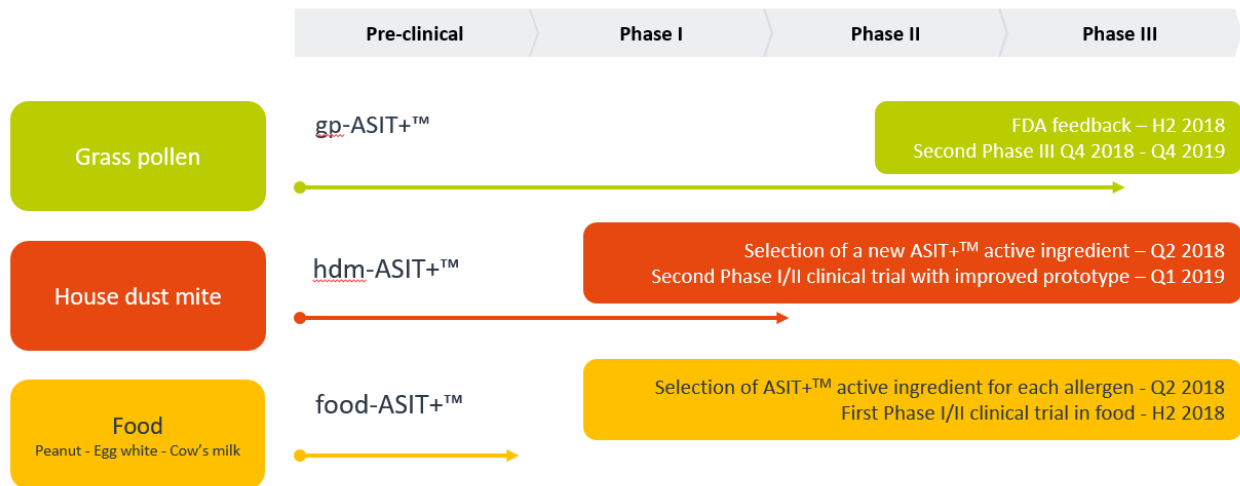 Pre-clinical
Phase I
Phase II
Phase III
Grass pollen
gp-ASIT+™
FDA feedback – H2 2018
Second Phase III Q4 2018 - Q4 2019
House dust mite
hdm-ASIT+™
Selection of a new ASIT+™ active ingredient – Q2 2018
Second Phase I/II clinical trial with improved prototype – Q1 2019
Food
Peanut - Egg white - Cow's milk
food-ASIT+™
Selection of ASIT+™ active ingredient for each allergen - Q2 2018
First Phase I/II clinical trial in food - H2 2018